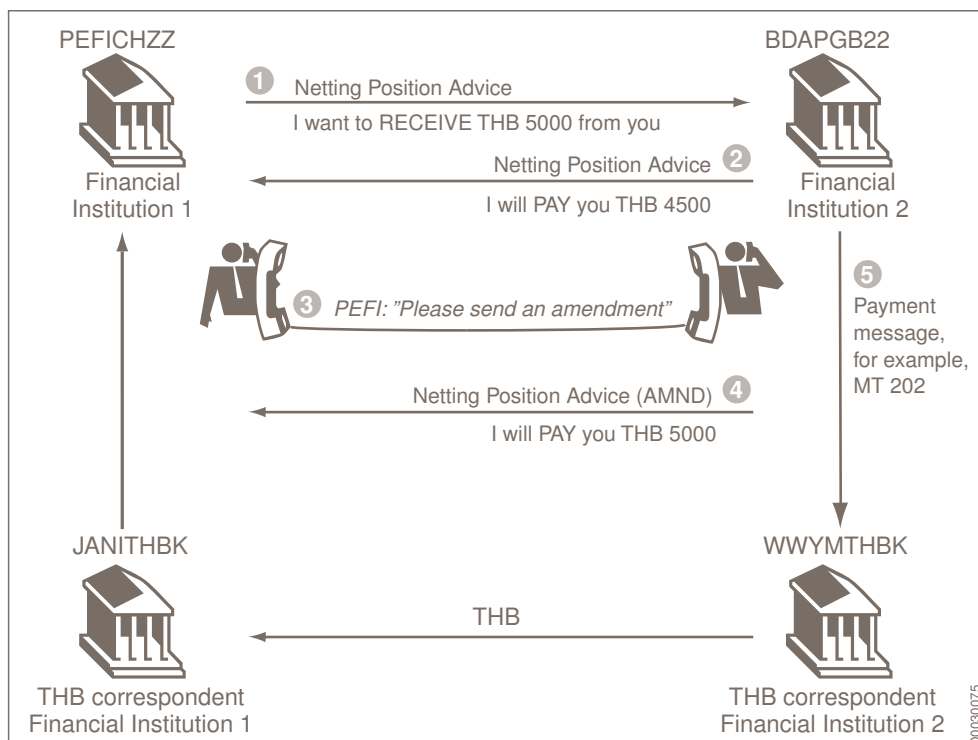 PEFICHZZ
BDAPGB22
1
Netting Position Advice
I want to RECEIVE THB 5000 from you
Netting Position Advice 2
I will PAY you THB 4500
Financial
Institution 1
Financial
Institution 2
3 PEFI: ”Please send an amendment”
5
Payment
message,
for example,
MT 202
Netting Position Advice (AMND) 4
I will PAY you THB 5000
JANITHBK
WWYMTHBK
THB
THB correspondent
Financial Institution 1
THB correspondent
Financial Institution 2
D0030075